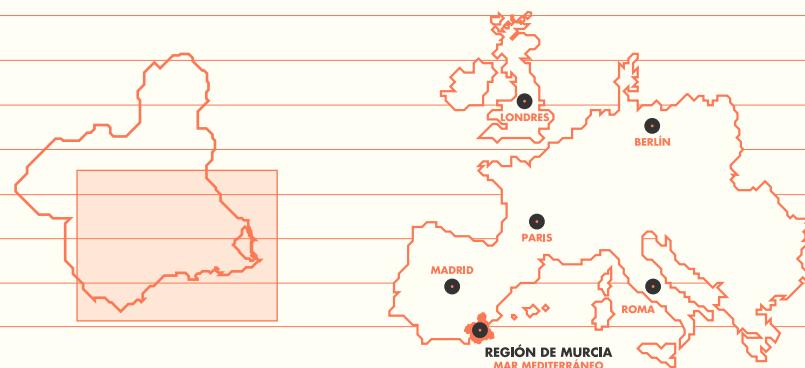 LONDRES
BERLÍN
PARIS
MADRID
ROMA
REGIÓN DE MURCIA
MAR MEDITERRÁNEO